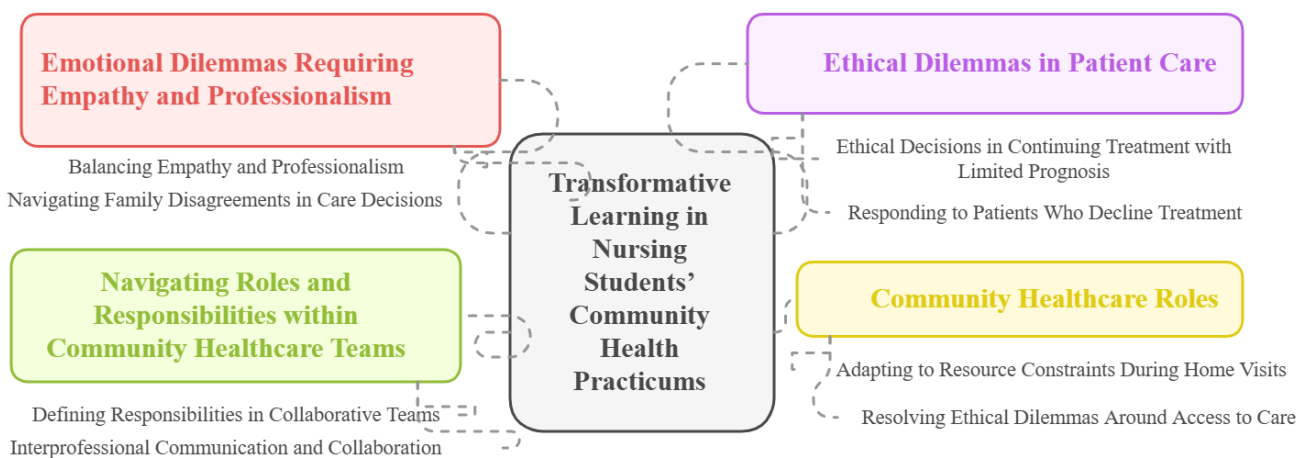 Emotional Dilemmas Requiring
Empathy and Professionalism
Balancing Empathy and Professionalism
Navigating Family Disagreements in Care Decisions
Navigating Roles and
Responsibilities within
Community Healthcare Teams
Defining Responsibilities in Collaborative Teams
Interprofessional Communication and Collaboration
Transformative
Learning in
Nursing
Students’
Community
Health
Practicums
Ethical Dilemmas in Patient Care
Ethical Decisions in Continuing Treatment with
Limited Prognosis
Responding to Patients Who Decline Treatment
Community Healthcare Roles
Adapting to Resource Constraints During Home Visits
Resolving Ethical Dilemmas Around Access to Care